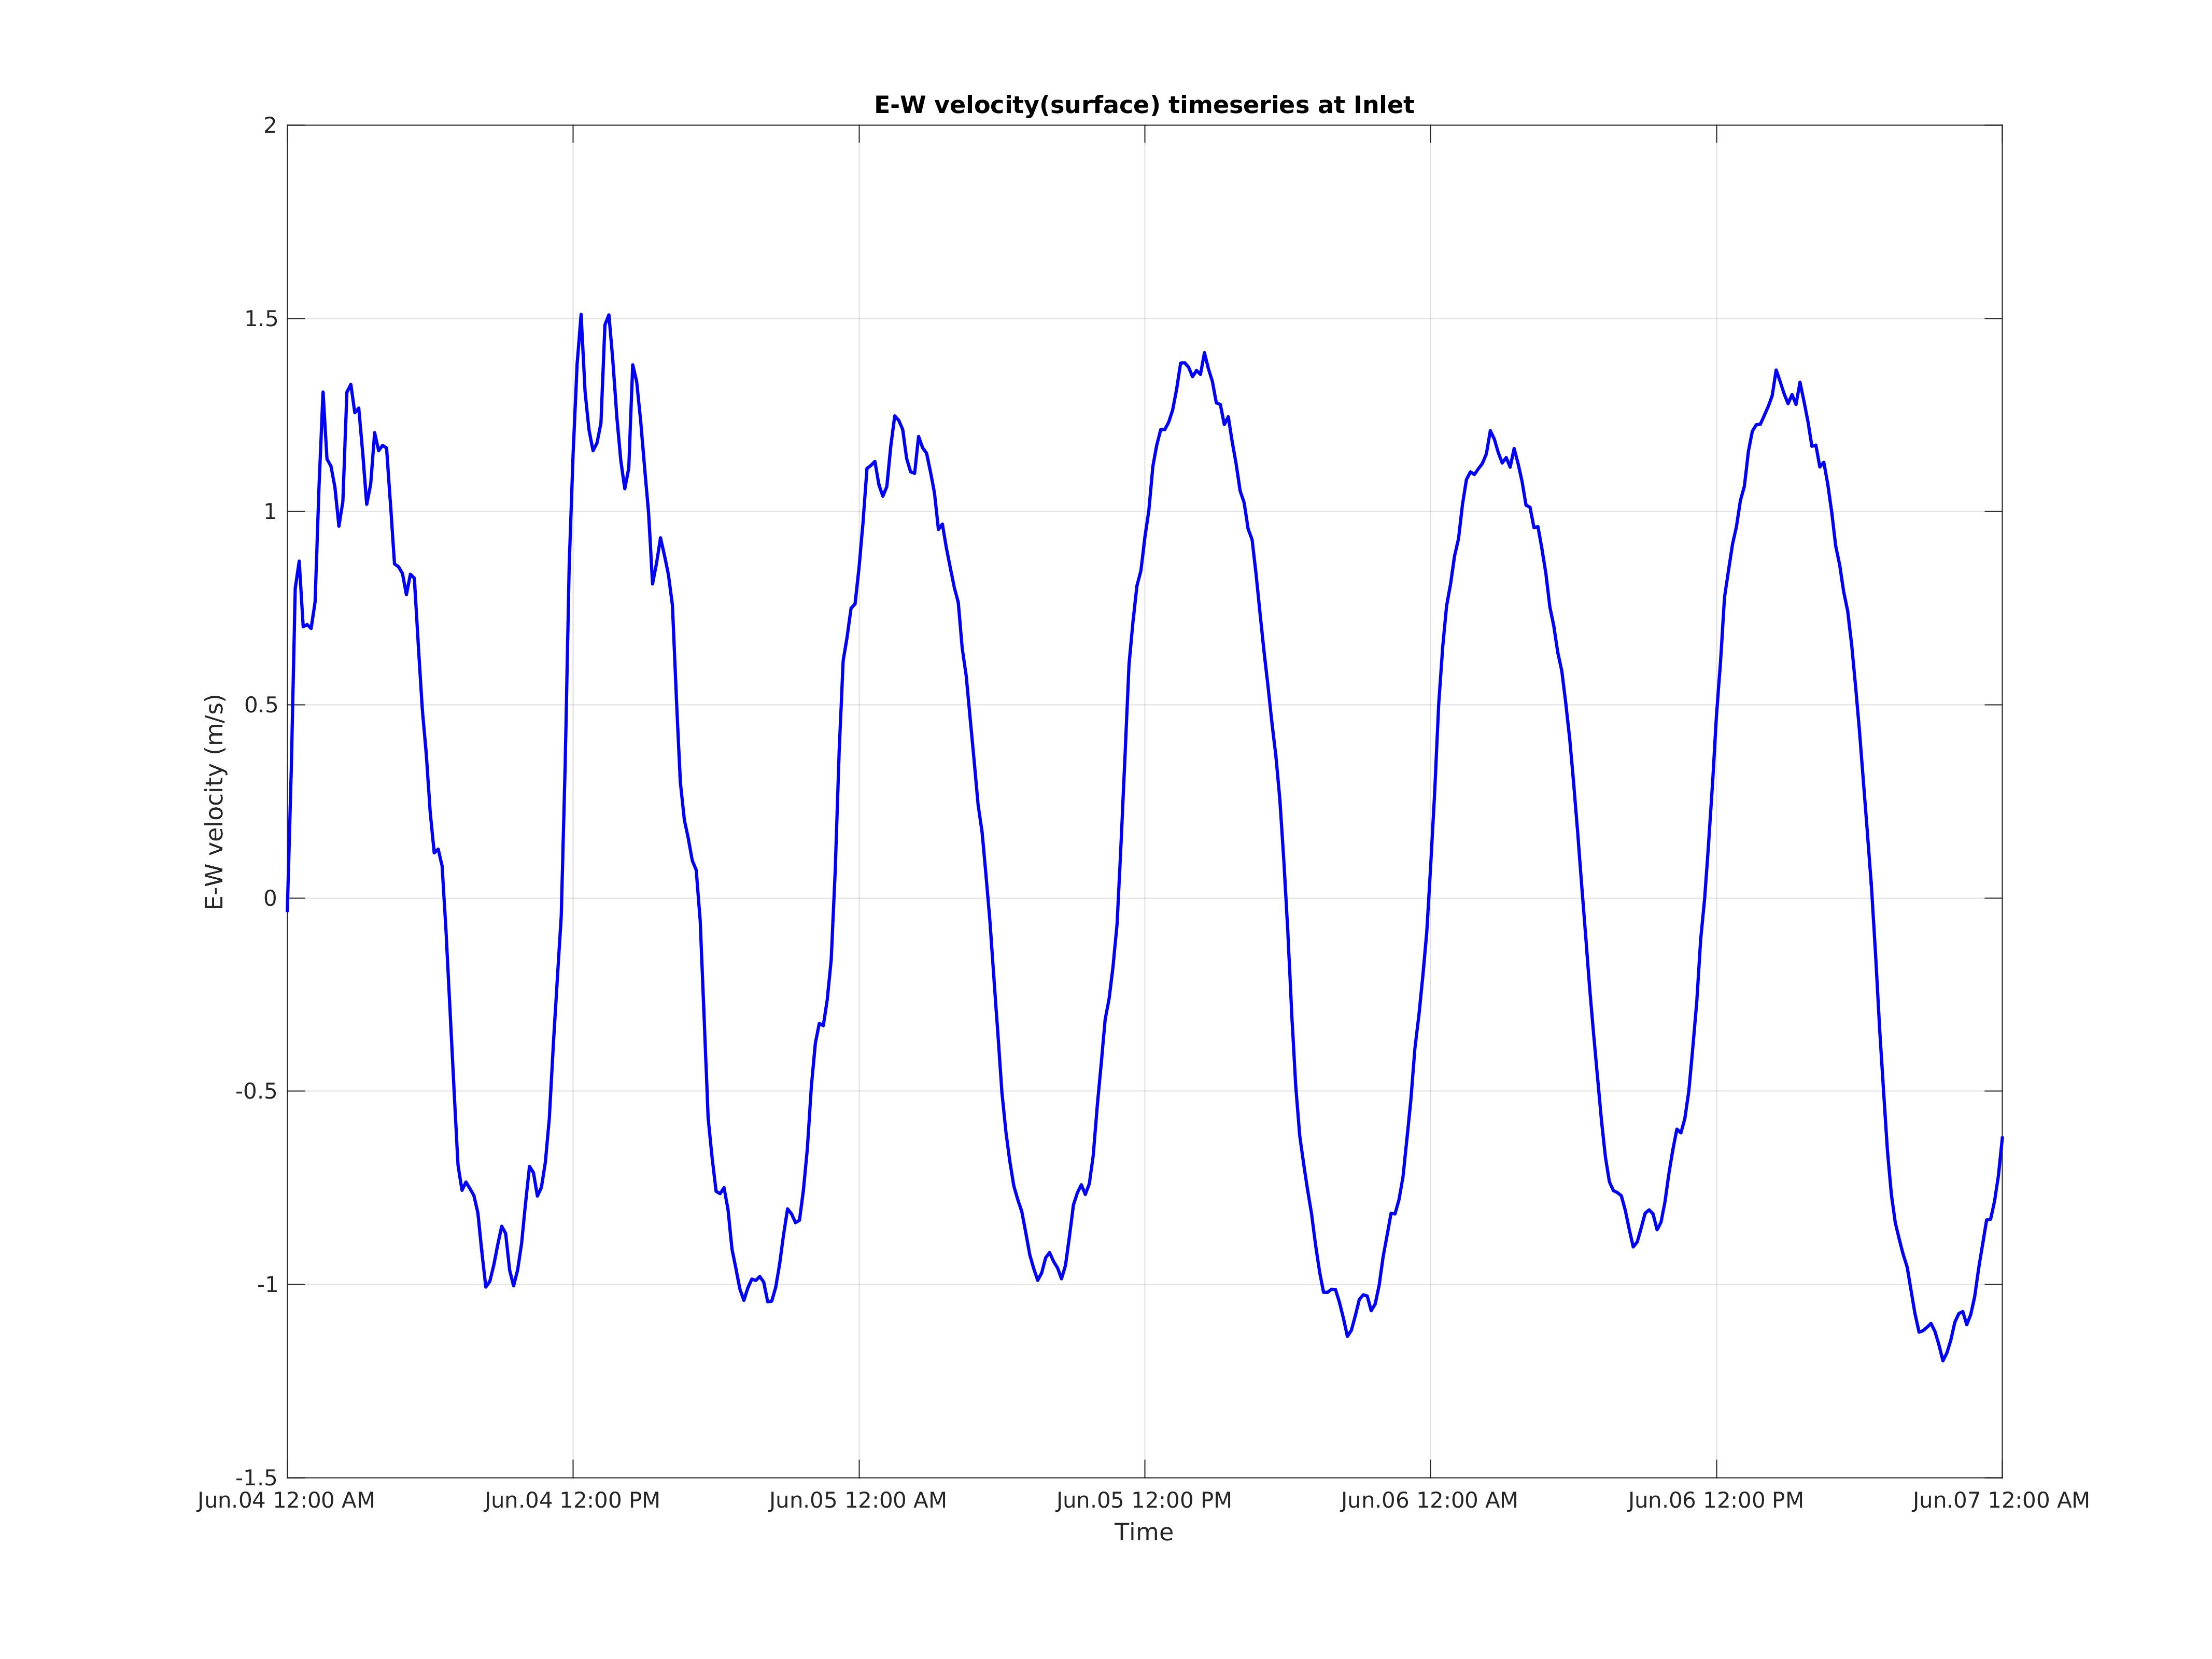 E-W velocity(surface) timeseries at Inlet
2
1.5
1
0.5
0
-0.5
-1
-1.5
E-W velocity (m/s)
Jun.04 12:00 AM Jun.04 12:00 PM Jun.05 12:00 AM Jun.05 12:00 PM Jun.06 12:00 AM Jun.06 12:00 PM Jun.07 12:00 AM
Time